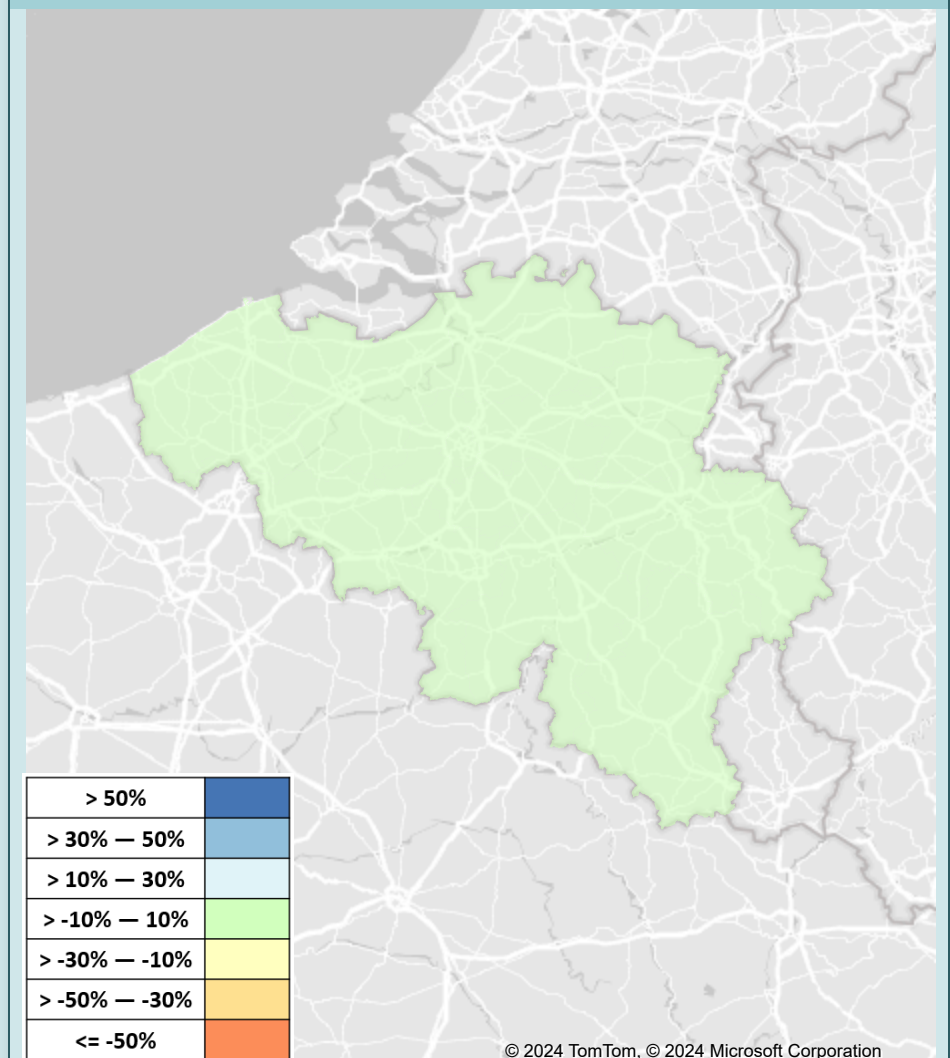 > 50%
> 30% — 50%
> 10% — 30%
> -10% — 10%
> -30% — -10%
> -50% — -30%
<= -50%
© 2024 TomTom, © 2024 Microsoft Corporation